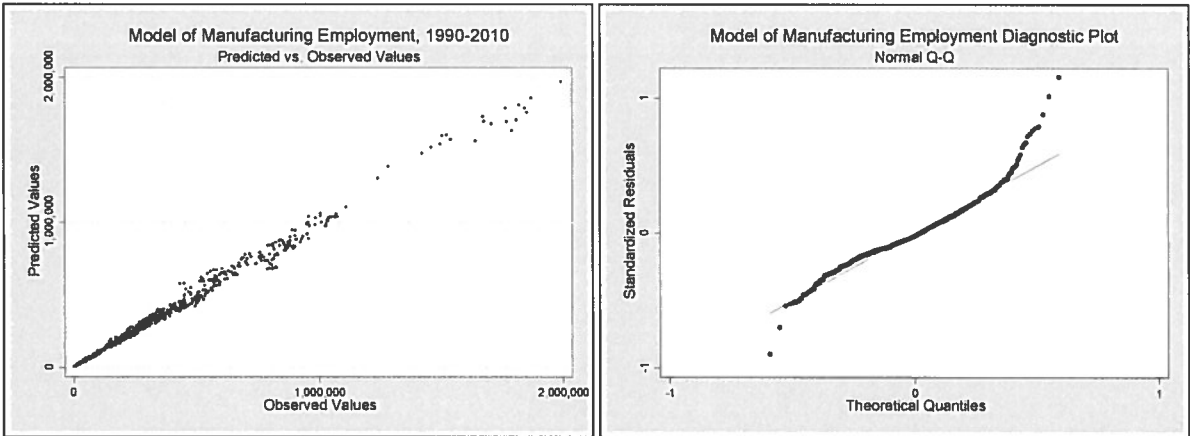 Model of Manufacturing Employment, 1990-2010
Predicted vs. Observed Values
2,000,000
1,000,000
0
Predicted Values
0
1,000,000
2,000,000
Observed Values
Model of Manufacturing Employment Diagnostic Plot
Normal Q-Q
1
0
-1
Standardized Residuals
-1
0
1
Theoretical Quantiles